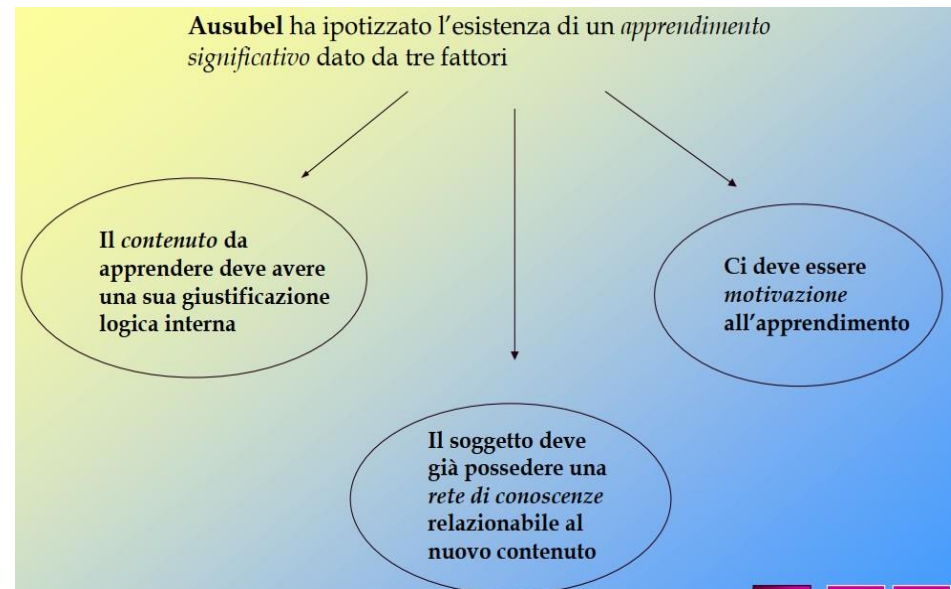 Ausubel ha ipotizzato l’esistenza di un apprendimento
significativo dato da tre fattori
Il contenuto da
apprendere deve avere
una sua giustificazione
logica interna
Ci deve essere
motivazione
all’apprendimento
Il soggetto deve
già possedere una
rete di conoscenze
relazionabile al
nuovo contenuto